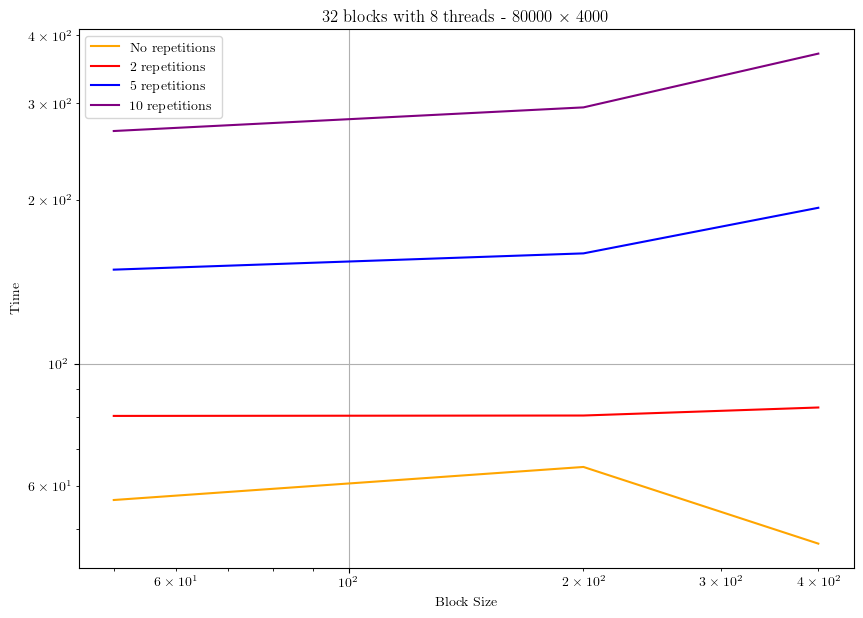 32 blocks with 8 threads - 80000 × 4000
No repetitions
2 repetitions
5 repetitions
10 repetitions
4 × 10²
3 × 10²
2 × 10²
10²
6 × 10¹
Time
6 × 10¹
10²
2 × 10²
3 × 10²
4 × 10²
Block Size